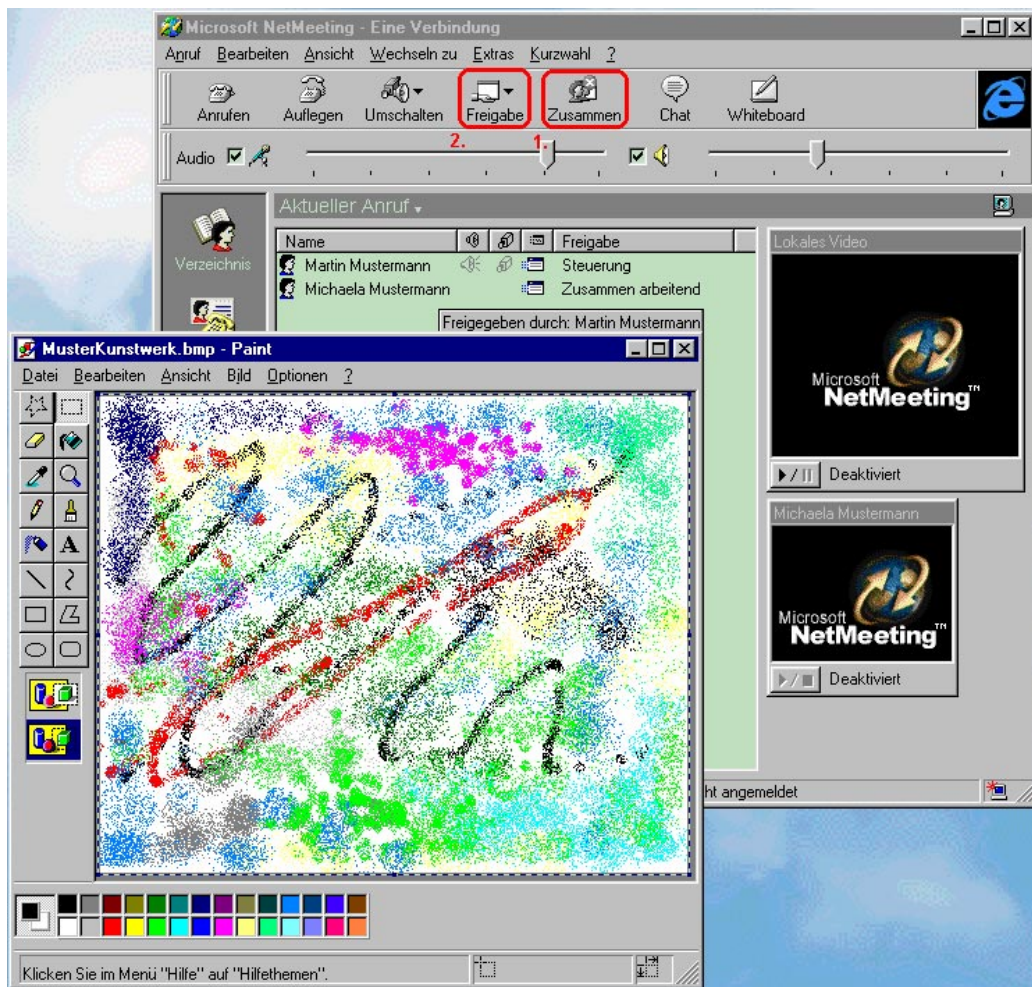 Microsoft NetMeeting - Eine Verbindung
Anruf Bearbeiten Ansicht Wechseln zu Extras Kurzwahl ?
Anrufen Auflegen Umschalten Freigabe Zusammen Chat Whiteboard
2. 1.
Audio
Aktueller Anruf
Verzeichnis
Name Freigabe
Martin Mustermann Steuerung
Michaela Mustermann Zusammen arbeitend
Freigegeben durch: Martin Mustermann
Lokales Video
Microsoft
NetMeeting™
Deaktiviert
Michaela Mustermann
Microsoft
NetMeeting™
Deaktiviert
MusterKunstwerk.bmp - Paint
Datei Bearbeiten Ansicht Bild Optionen ?
A
ht angemeldet
Klicken Sie im Menü "Hilfe" auf "Hilfethemen".